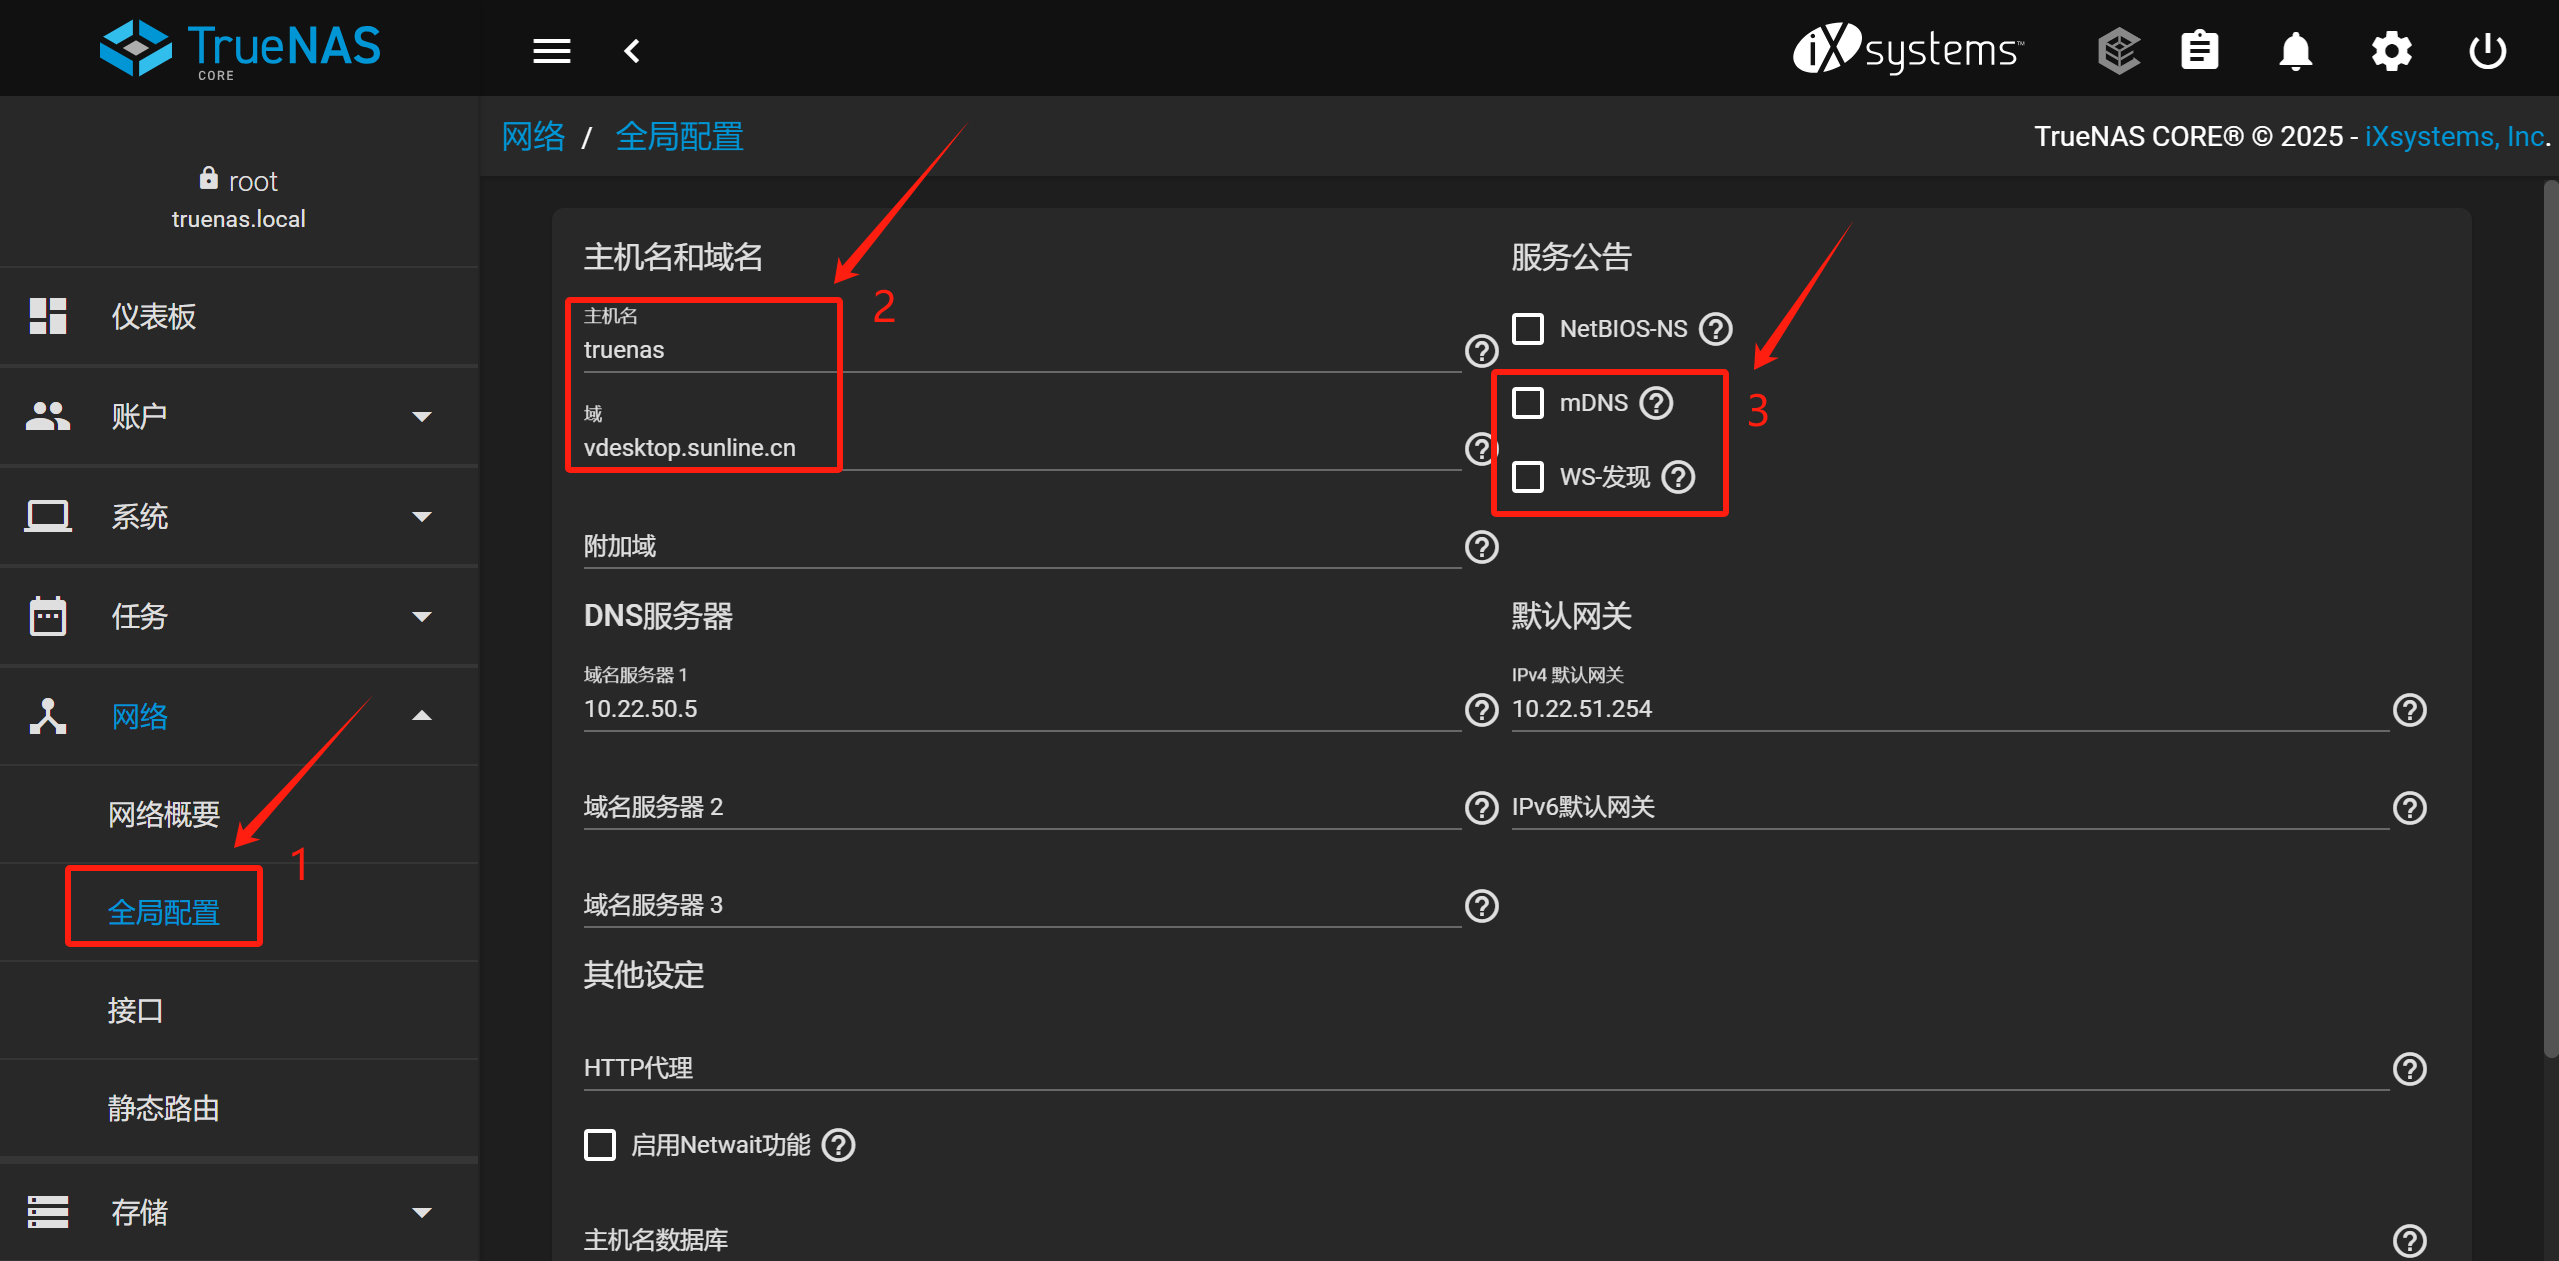 TrueNAS
CORE
iXsystems™
网络 / 全局配置
TrueNAS CORE® © 2025 - iXsystems, Inc.
root
truenas.local
仪表板
账户
系统
任务
网络
网络概要
1
全局配置
接口
静态路由
存储
主机名和域名
2
主机名
truenas
域
vdesktop.sunline.cn
附加域
服务公告
NetBIOS-NS
mDNS
3
WS-发现
DNS服务器
域名服务器 1
10.22.50.5
域名服务器 2
域名服务器 3
默认网关
IPv4 默认网关
10.22.51.254
IPv6默认网关
其他设定
HTTP代理
启用Netwait功能
主机名数据库